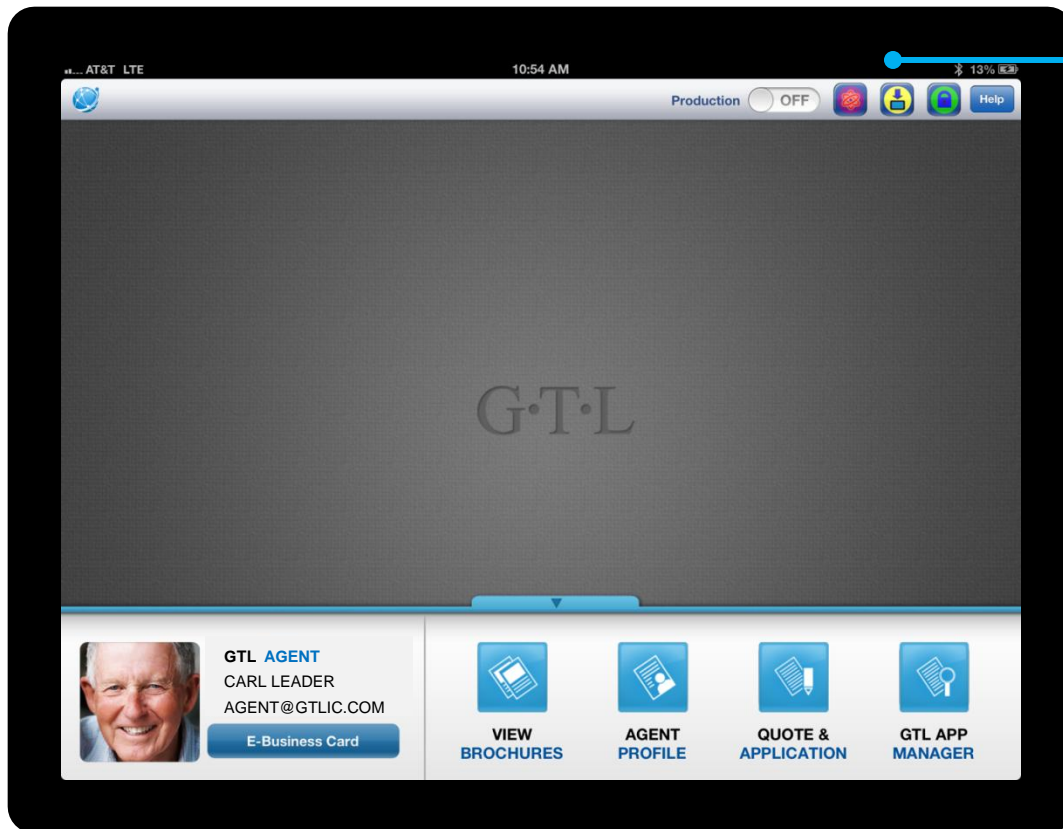 AT&T LTE
10:54 AM
13%
Production OFF
Help
G·T·L
GTL AGENT
CARL LEADER
AGENT@GTLIC.COM
E-Business Card
VIEW
BROCHURES
AGENT
PROFILE
QUOTE &
APPLICATION
GTL APP
MANAGER